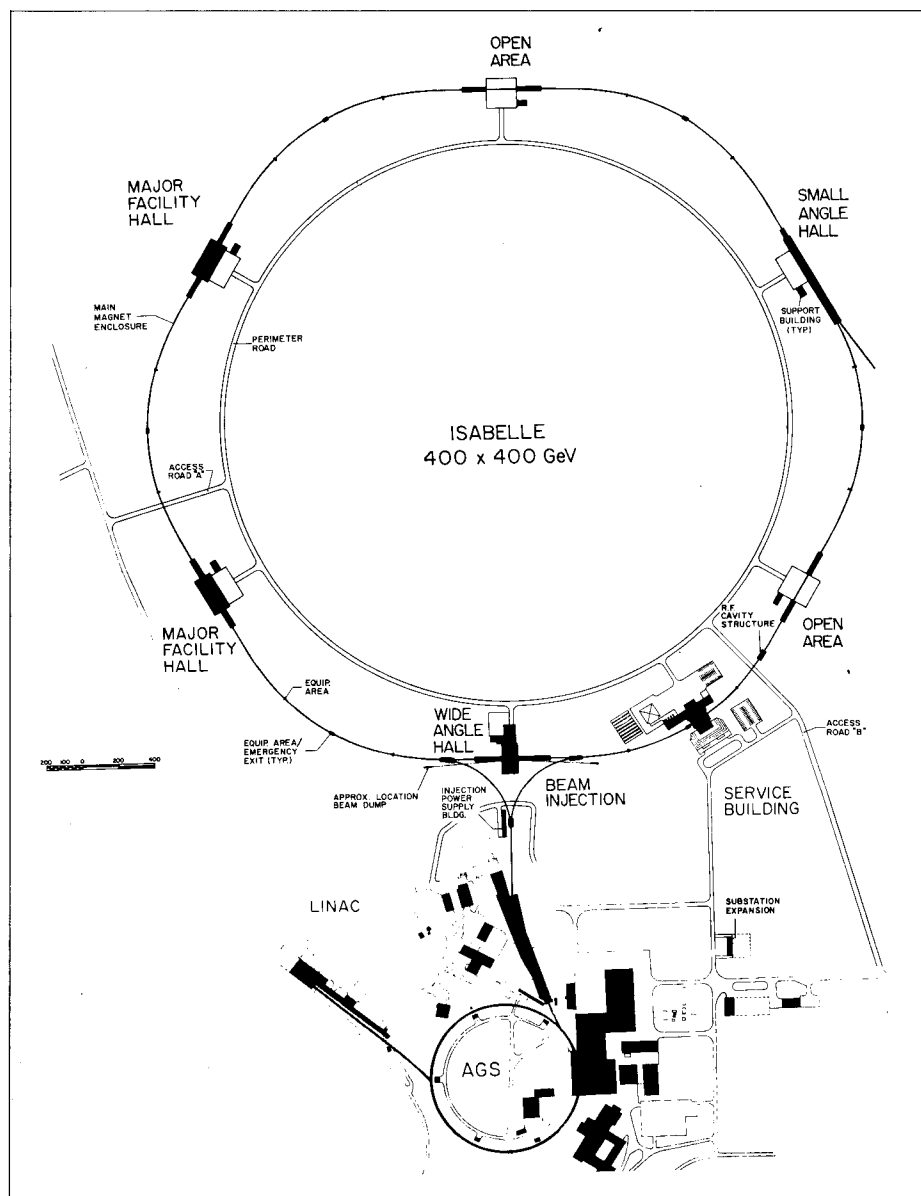 OPEN
AREA
MAJOR
FACILITY
HALL
SMALL
ANGLE
HALL
MAIN
MAGNET
ENCLOSURE
SUPPORT
BUILDING
(TYP)
PERIMETER
ROAD
ISABELLE
400 x 400 GeV
ACCESS
ROAD "A"
R.F.
CAVITY
STRUCTURE
OPEN
AREA
MAJOR
FACILITY
HALL
EQUIP.
AREA
WIDE
ANGLE
HALL
EQUIP. AREA/
EMERGENCY
EXIT (TYP.)
ACCESS
ROAD "B"
200 100 0 200 400
APPROX. LOCATION
BEAM DUMP
INJECTION
POWER
SUPPLY
BLDG.
BEAM
INJECTION
SERVICE
BUILDING
LINAC
SUBSTATION
EXPANSION
AGS